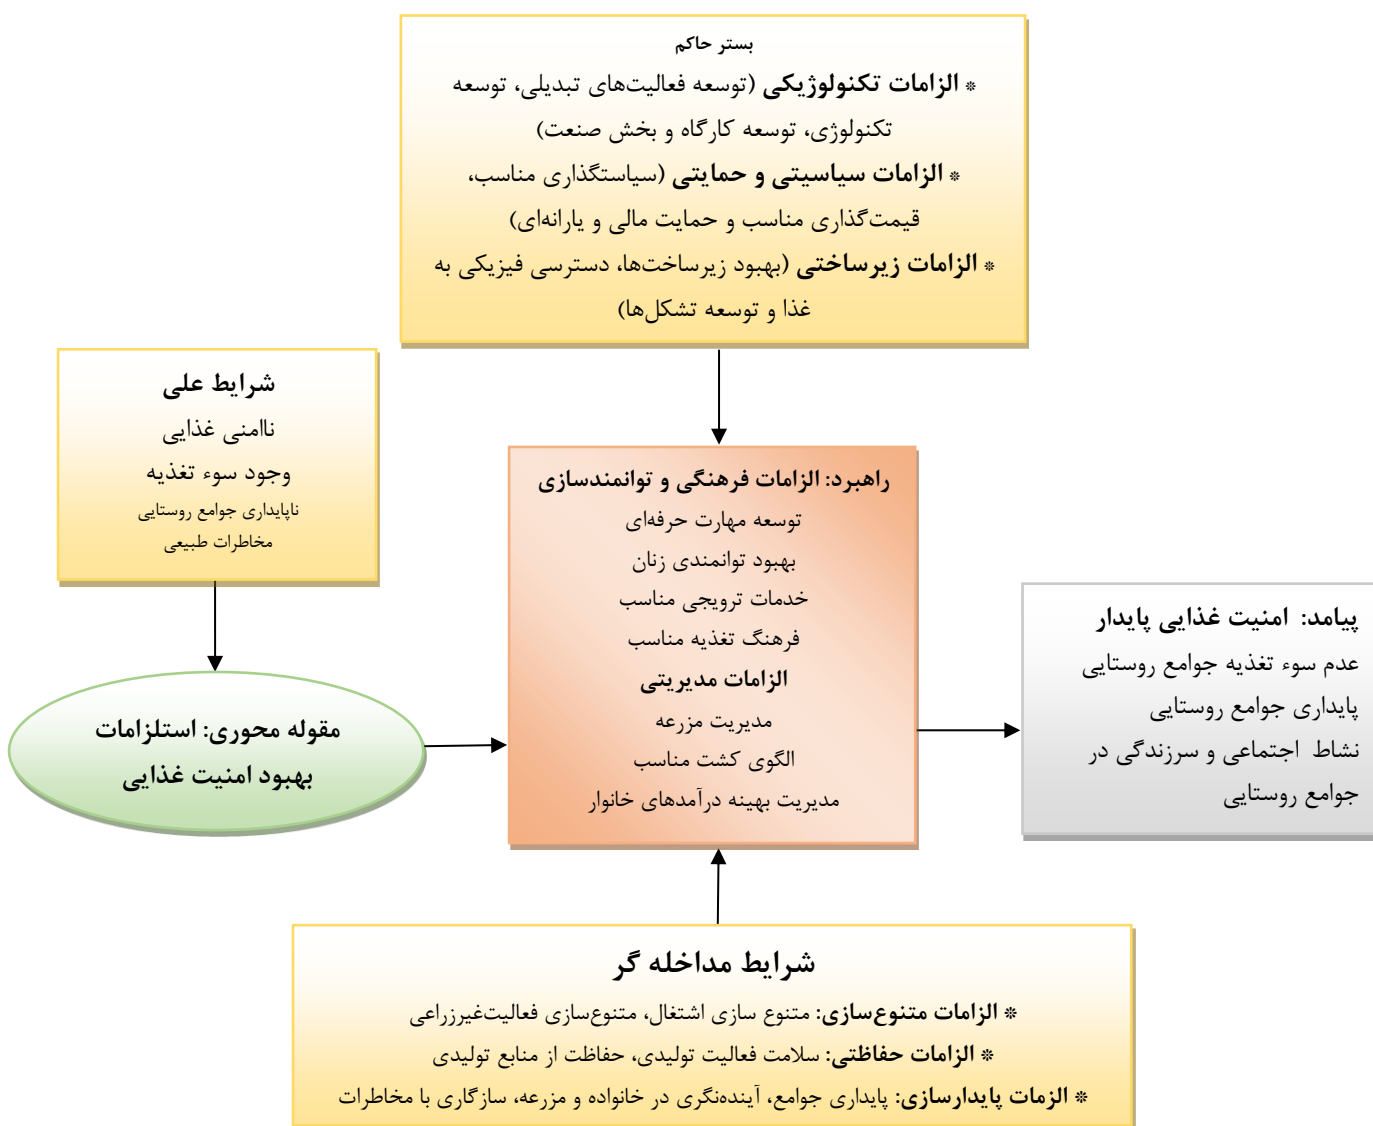 بستر حاکم
* الزامات تکنولوژیکی (توسعه فعالیت‌های تبدیلی، توسعه
تکنولوژی، توسعه کارگاه و بخش صنعت)
* الزامات سیاسیتی و حمایتی (سیاستگذاری مناسب،
قیمت‌گذاری مناسب و حمایت مالی و یارانه‌ای)
* الزامات زیرساختی (بهبود زیرساخت‌ها، دسترسی فیزیکی به
غذا و توسعه تشکل‌ها)
شرایط علی
ناامنی غذایی
وجود سوء تغذیه
ناپایداری جوامع روستایی
مخاطرات طبیعی
مقوله محوری: استلزامات
بهبود امنیت غذایی
راهبرد: الزامات فرهنگی و توانمندسازی
توسعه مهارت حرفه‌ای
بهبود توانمندی زنان
خدمات ترویجی مناسب
فرهنگ تغذیه مناسب
الزامات مدیریتی
مدیریت مزرعه
الگوی کشت مناسب
مدیریت بهینه درآمدهای خانوار
پیامد: امنیت غذایی پایدار
عدم سوء تغذیه جوامع روستایی
پایداری جوامع روستایی
نشاط اجتماعی و سرزندگی در
جوامع روستایی
شرایط مداخله گر
* الزامات متنوع‌سازی: متنوع سازی اشتغال، متنوع‌سازی فعالیت‌غیرزراعی
* الزامات حفاظتی: سلامت فعالیت تولیدی، حفاظت از منابع تولیدی
* الزمات پایدارسازی: پایداری جوامع، آینده‌نگری در خانواده و مزرعه، سازگاری با مخاطرات